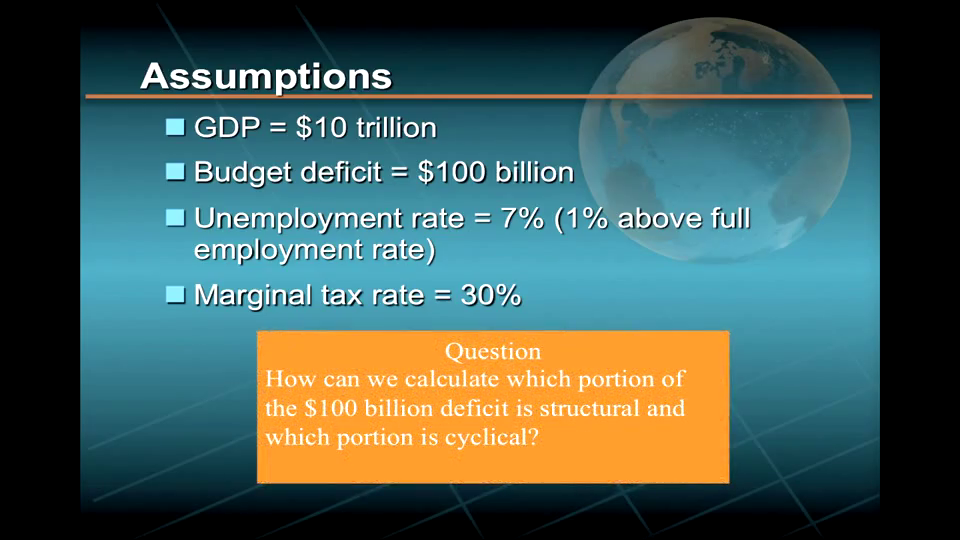 Assumptions
GDP = $10 trillion
Budget deficit = $100 billion
Unemployment rate = 7% (1% above full
employment rate)
Marginal tax rate = 30%
Question
How can we calculate which portion of
the $100 billion deficit is structural and
which portion is cyclical?